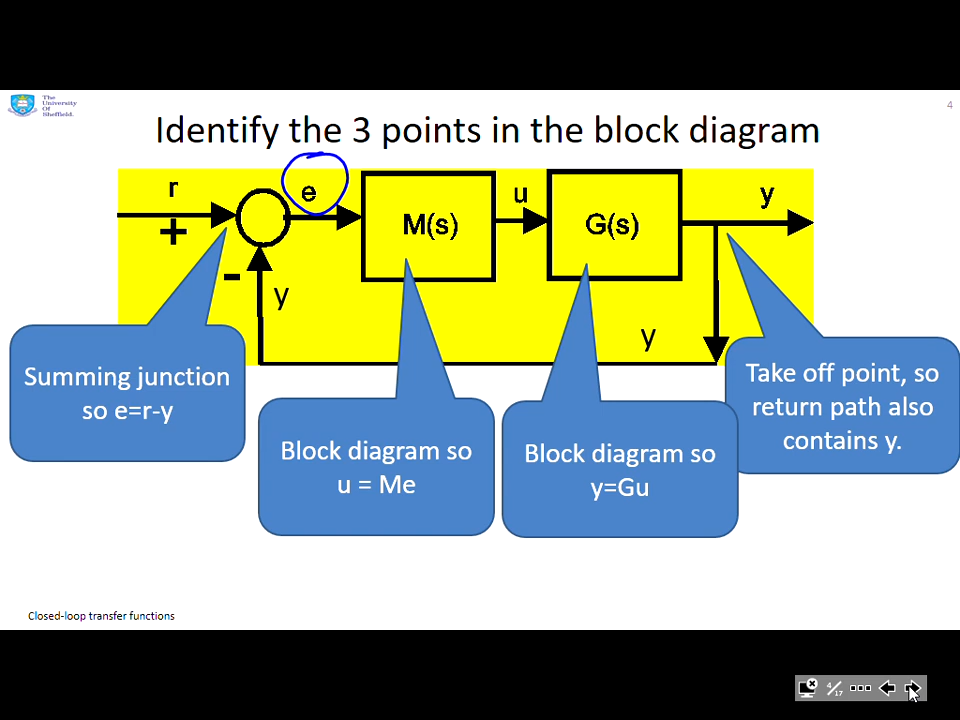 The
University
Of
Sheffield.
4
Identify the 3 points in the block diagram
r
e
u
y
+
M(s)
G(s)
-
y
y
Summing junction
so e=r-y
Block diagram so
u = Me
Block diagram so
y=Gu
Take off point, so
return path also
contains y.
Closed-loop transfer functions
4/17